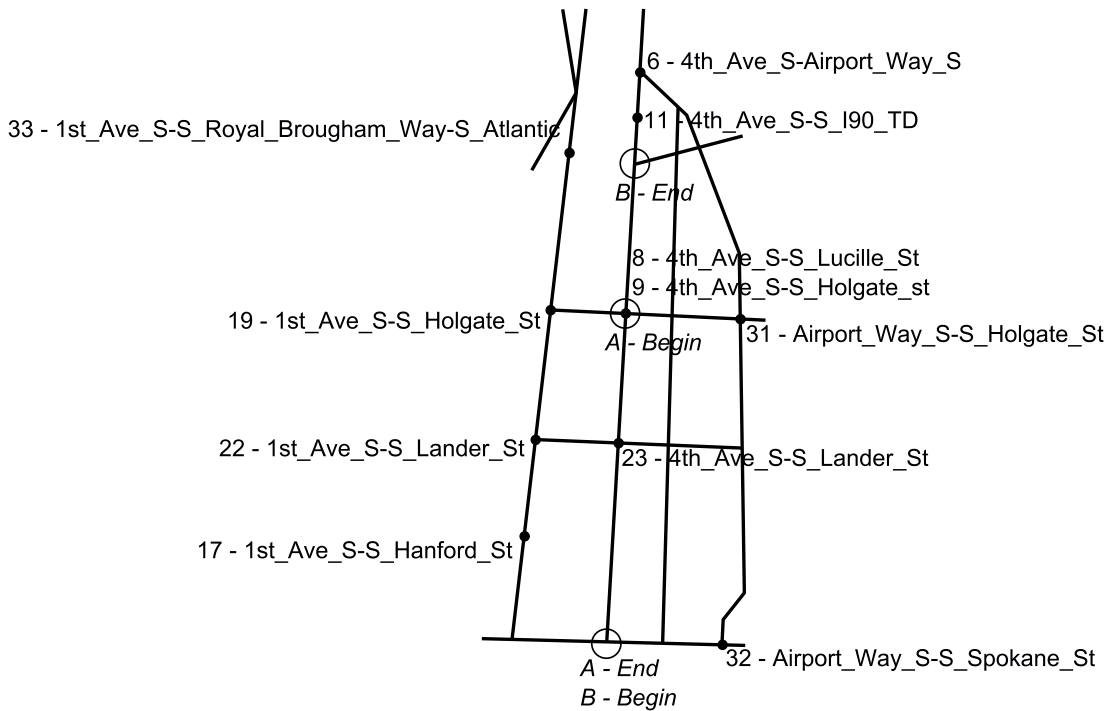 6 - 4th_Ave_S-Airport_Way_S
11 - 4th_Ave_S-S_I90_TD
33 - 1st_Ave_S-S_Royal_Brougham_Way-S_Atlantic
B - End
8 - 4th_Ave_S-S_Lucille_St
9 - 4th_Ave_S-S_Holgate_st
19 - 1st_Ave_S-S_Holgate_St
31 - Airport_Way_S-S_Holgate_St
A - Begin
22 - 1st_Ave_S-S_Lander_St
23 - 4th_Ave_S-S_Lander_St
17 - 1st_Ave_S-S_Hanford_St
32 - Airport_Way_S-S_Spokane_St
A - End
B - Begin